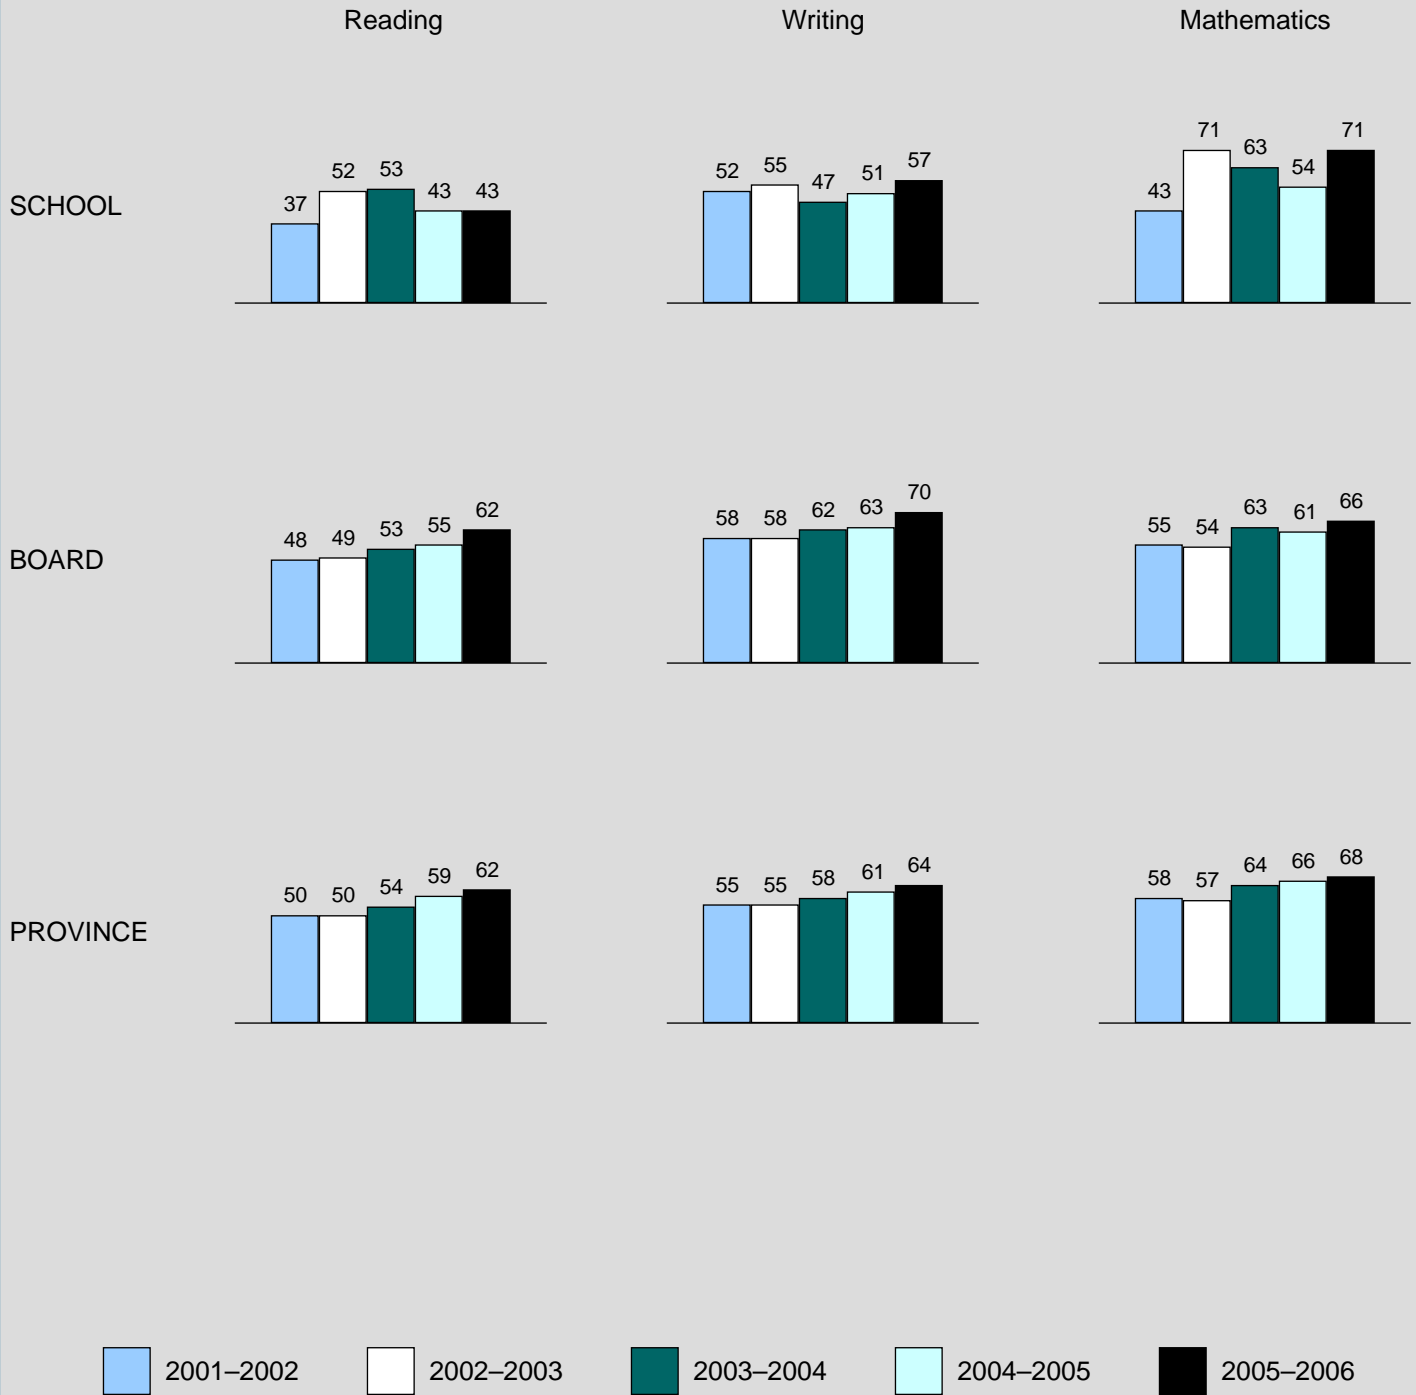 Reading Writing Mathematics
SCHOOL
37 52 53 43 43
52 55 47 51 57
43 71 63 54 71
BOARD
48 49 53 55 62
58 58 62 63 70
55 54 63 61 66
PROVINCE
50 50 54 59 62
55 55 58 61 64
58 57 64 66 68
2001–2002 2002–2003 2003–2004 2004–2005 2005–2006